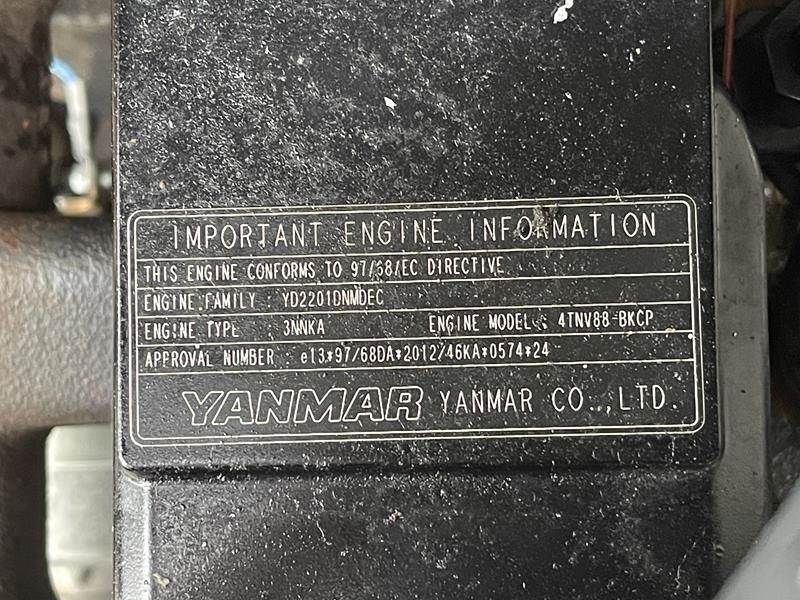 IMPORTANT ENGINE INFORMATION
THIS ENGINE CONFORMS TO 97/68/EC DIRECTIVE
ENGINE FAMILY : YD2201DNMDEC
ENGINE TYPE : 3NNKA ENGINE MODEL : 4TNV88-BKCP
APPROVAL NUMBER : e13*97/68DA*2012/46KA*0574*24
YANMAR YANMAR CO.,LTD.